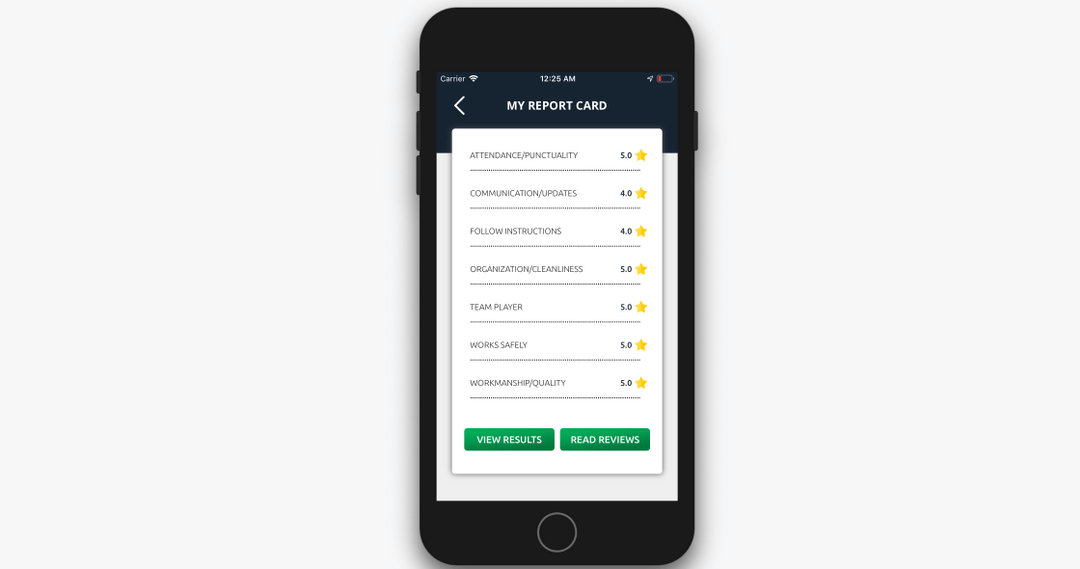 Carrier 12:25 AM
MY REPORT CARD
ATTENDANCE/PUNCTUALITY 5.0
COMMUNICATION/UPDATES 4.0
FOLLOW INSTRUCTIONS 4.0
ORGANIZATION/CLEANLINESS 5.0
TEAM PLAYER 5.0
WORKS SAFELY 5.0
WORKMANSHIP/QUALITY 5.0
VIEW RESULTS READ REVIEWS